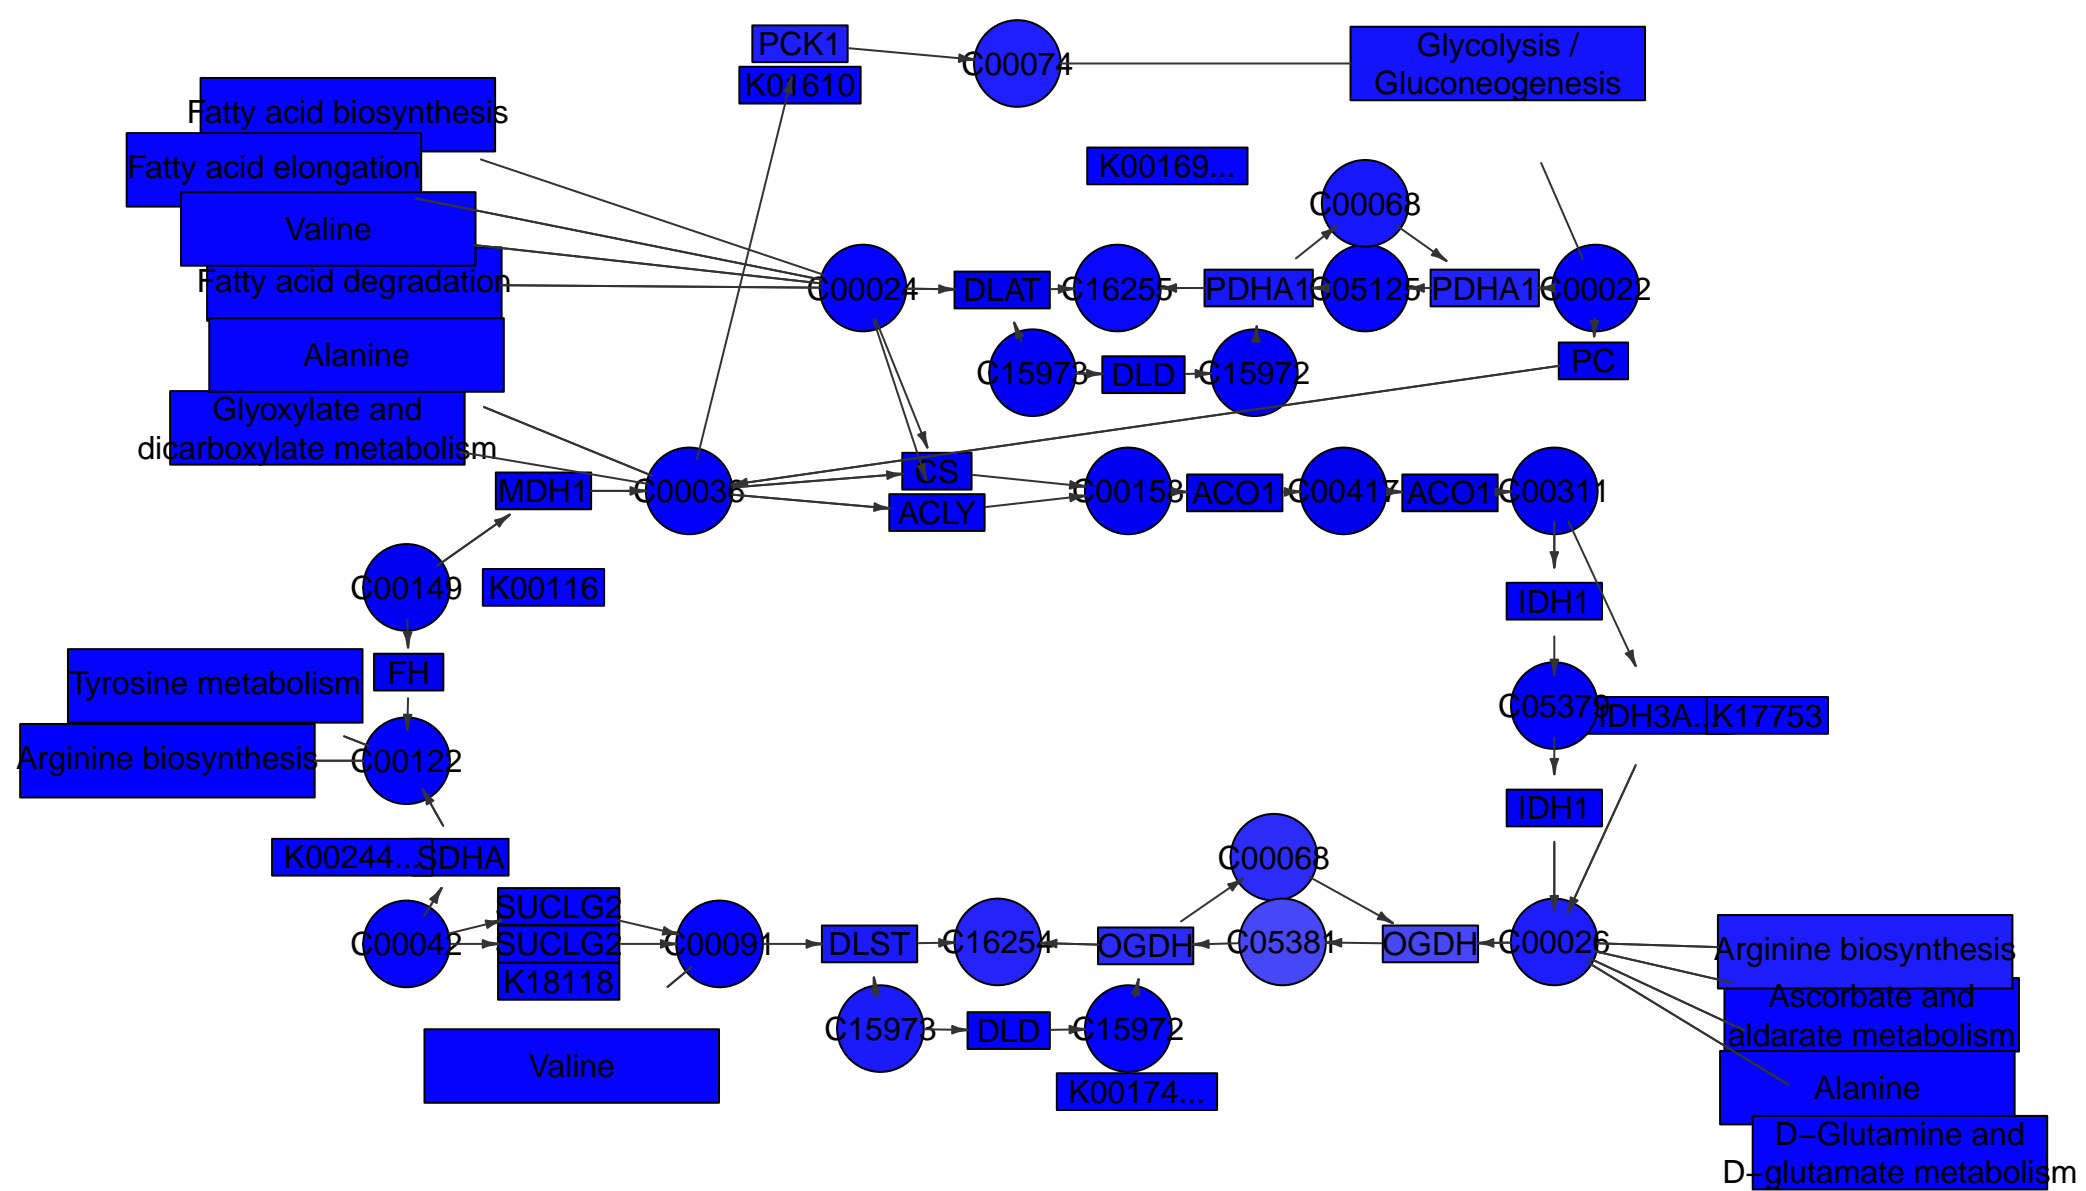 PCK1
C00074
Glycolysis /
Gluconeogenesis
K01610
Fatty acid biosynthesis
Fatty acid elongation
K00169...
C00068
Valine
Fatty acid degradation
C00024
DLAT
C16255
PDHA1
C05125
PDHA1
C00022
Alanine
C15973
DLD
C15972
PC
Glyoxylate and
dicarboxylate metabolism
MDH1
C00036
CS
ACLY
C00158
ACO1
C00417
ACO1
C00311
C00149
K00116
IDH1
Tyrosine metabolism
FH
C05379
IDH3A...
K17753
Arginine biosynthesis
C00122
IDH1
K00244...
SDHA
C00068
C00042
SUCLG2
SUCLG2
K18118
C00091
DLST
C16254
OGDH
C05381
OGDH
C00026
Arginine biosynthesis
Ascorbate and
aldarate metabolism
C15973
DLD
C15972
Valine
K00174...
Alanine
D−Glutamine and
D−glutamate metabolism